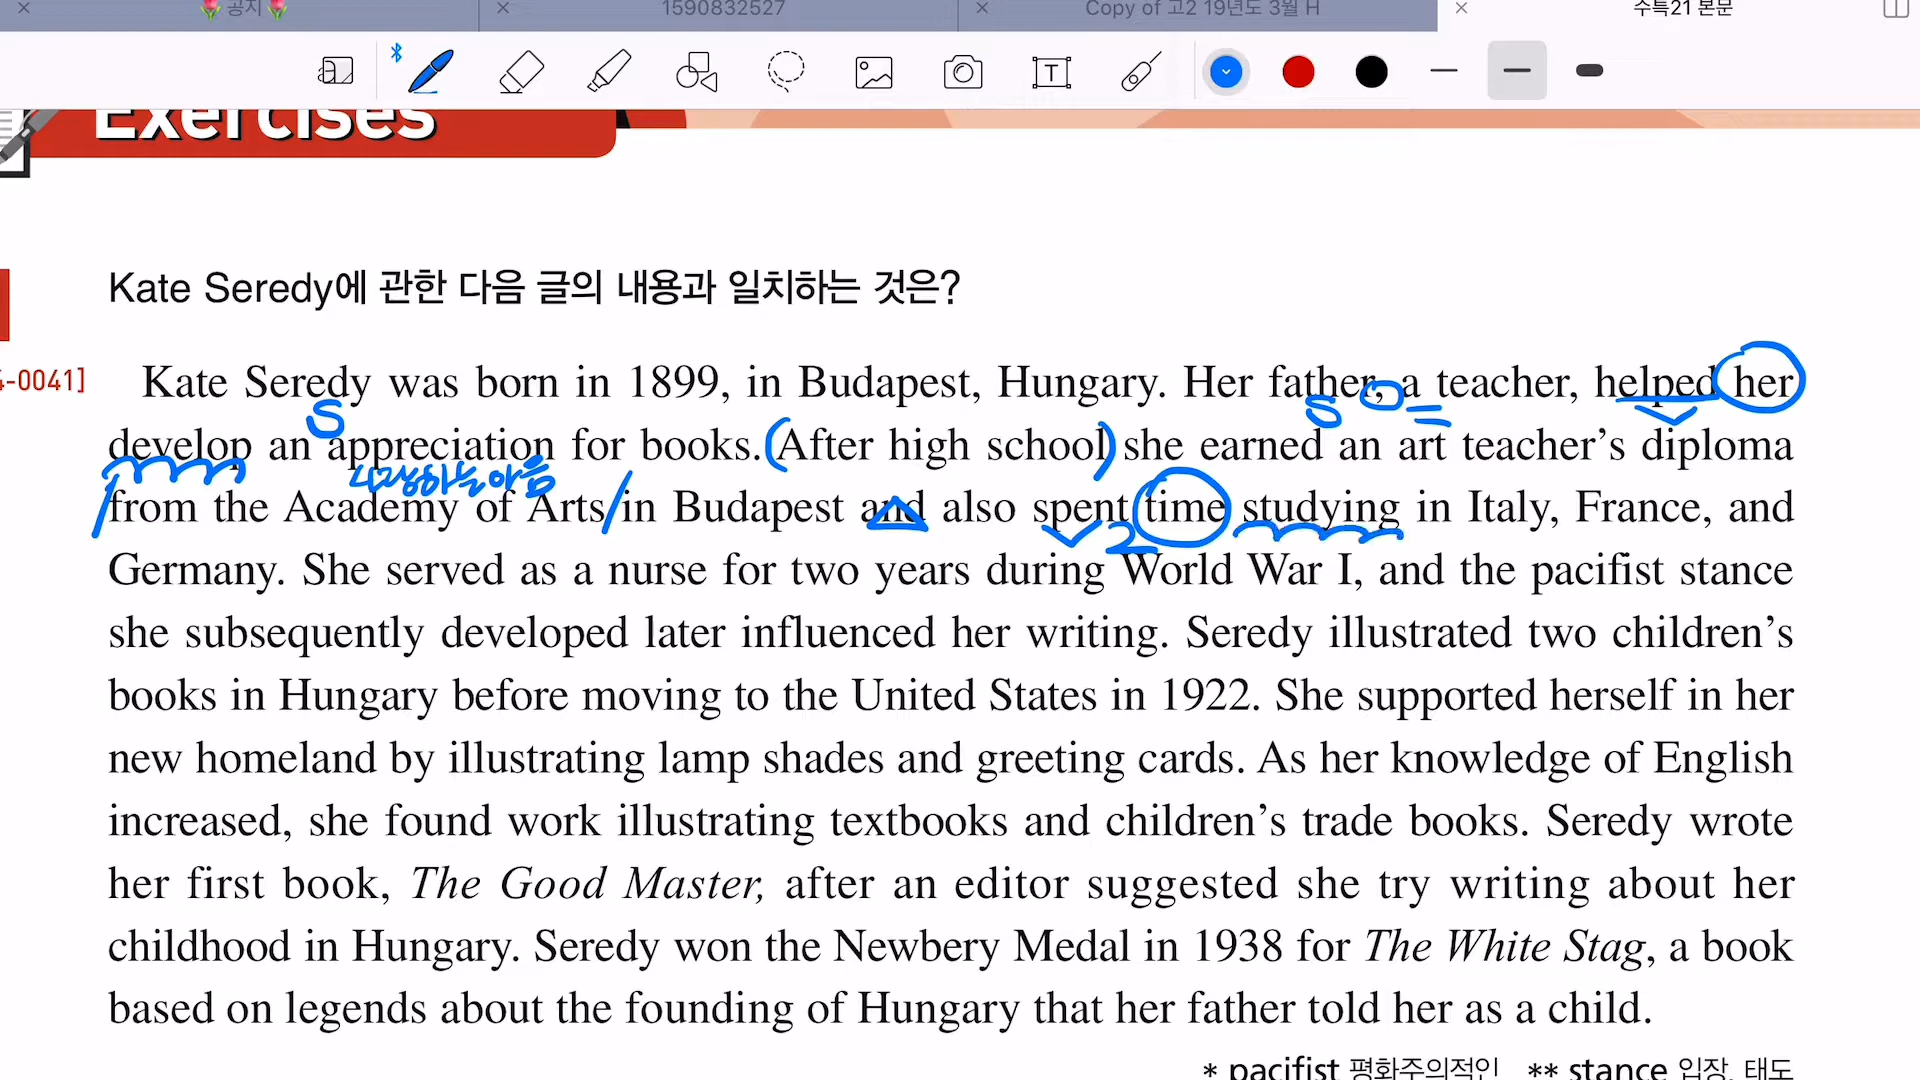 공지
1590832527
Copy of 고2 19년도 3월 H
수특21 본문
Exercises
Kate Seredy에 관한 다음 글의 내용과 일치하는 것은?
4-0041]
Kate Seredy was born in 1899, in Budapest, Hungary. Her father, a teacher, helped her
S
S O
develop an appreciation for books. (After high school) she earned an art teacher’s diploma
from the Academy of Arts/in Budapest and also spent time studying in Italy, France, and
2
Germany. She served as a nurse for two years during World War I, and the pacifist stance
she subsequently developed later influenced her writing. Seredy illustrated two children’s
books in Hungary before moving to the United States in 1922. She supported herself in her
new homeland by illustrating lamp shades and greeting cards. As her knowledge of English
increased, she found work illustrating textbooks and children’s trade books. Seredy wrote
her first book, The Good Master, after an editor suggested she try writing about her
childhood in Hungary. Seredy won the Newbery Medal in 1938 for The White Stag, a book
based on legends about the founding of Hungary that her father told her as a child.
* pacifist 평화주의적인 ** stance 입장, 태도